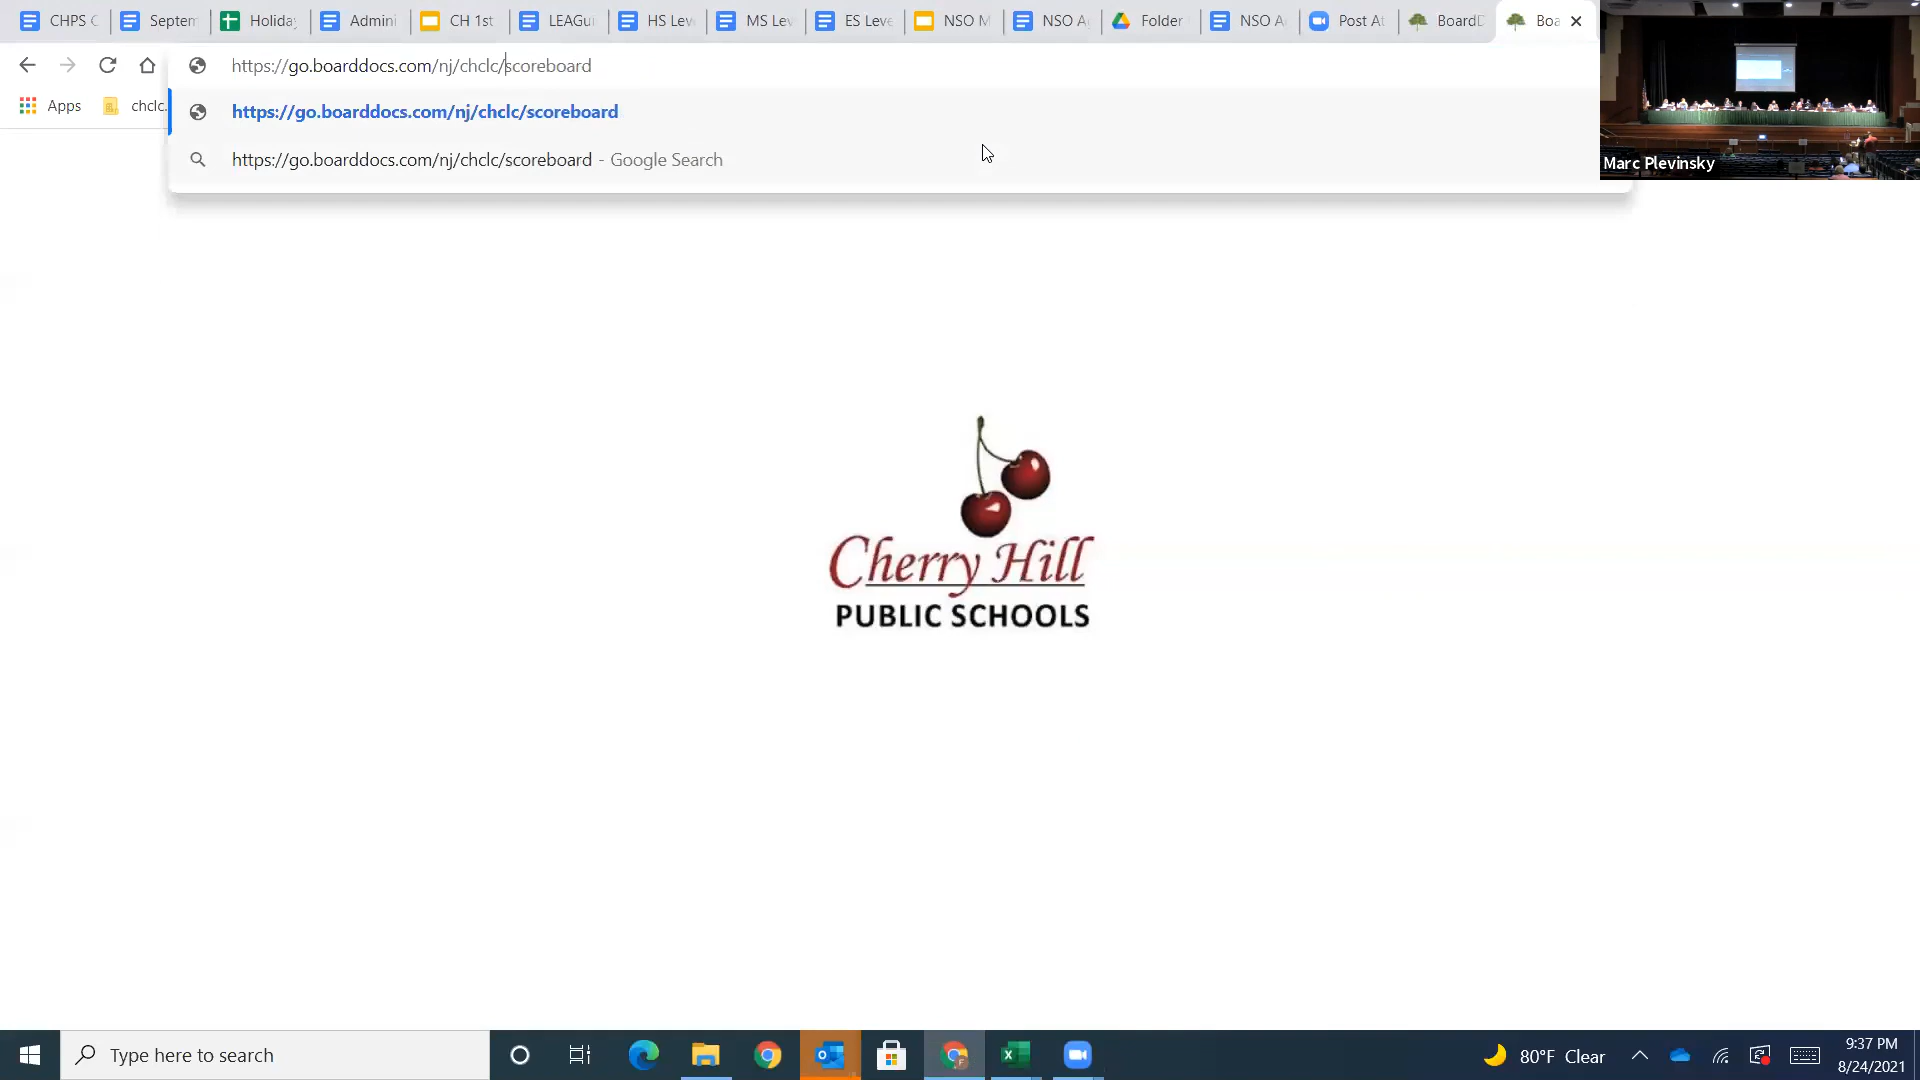 CHPS C
Septem
Holiday
Admini
CH 1st
LEAGui
HS Lev
MS Lev
ES Leve
NSO M
NSO A
Folder
NSO A
Post At
BoardD
Boa
https://go.boarddocs.com/nj/chclc/scoreboard
Apps
chclc.
https://go.boarddocs.com/nj/chclc/scoreboard
https://go.boarddocs.com/nj/chclc/scoreboard - Google Search
Marc Plevinsky
Cherry Hill
PUBLIC SCHOOLS
Type here to search
80°F Clear
9:37 PM
8/24/2021